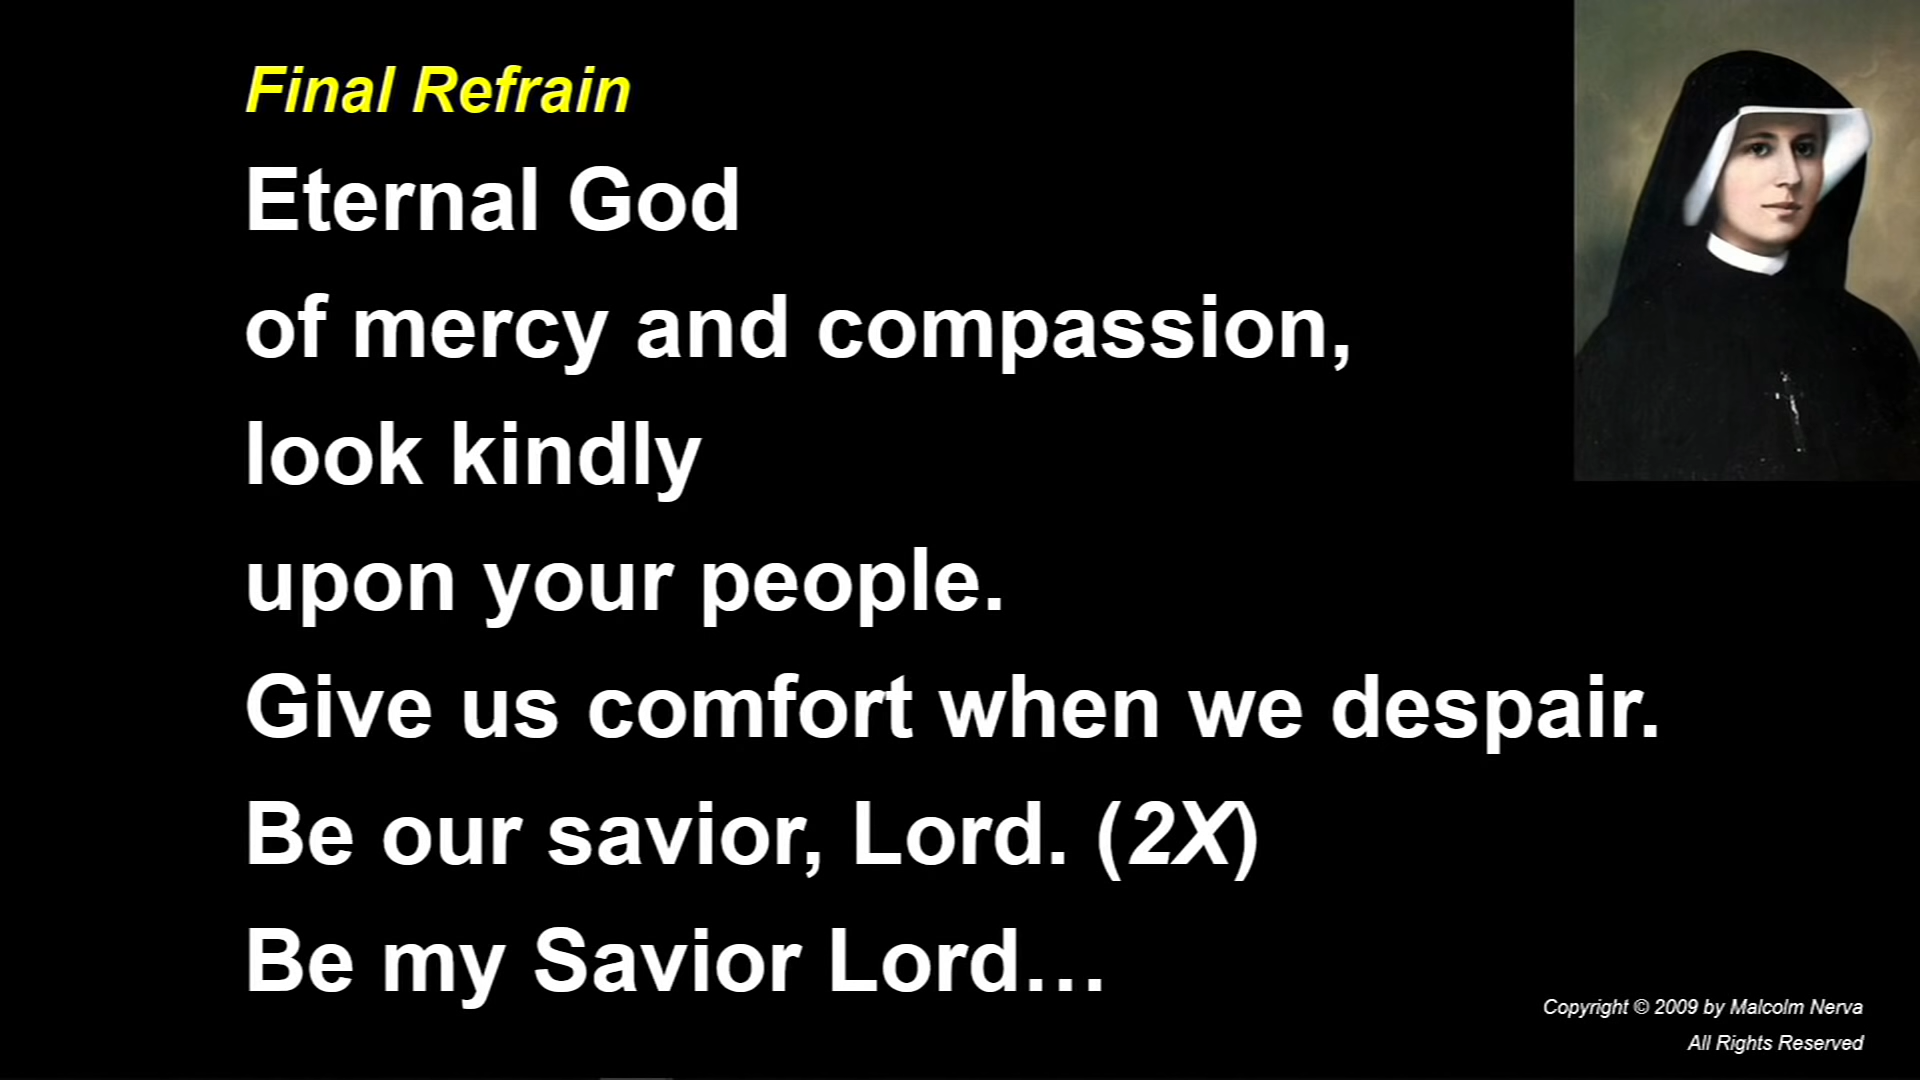 Final Refrain
Eternal God
of mercy and compassion,
look kindly
upon your people.
Give us comfort when we despair.
Be our savior, Lord. (2X)
Be my Savior Lord…
Copyright © 2009 by Malcolm Nerva
All Rights Reserved